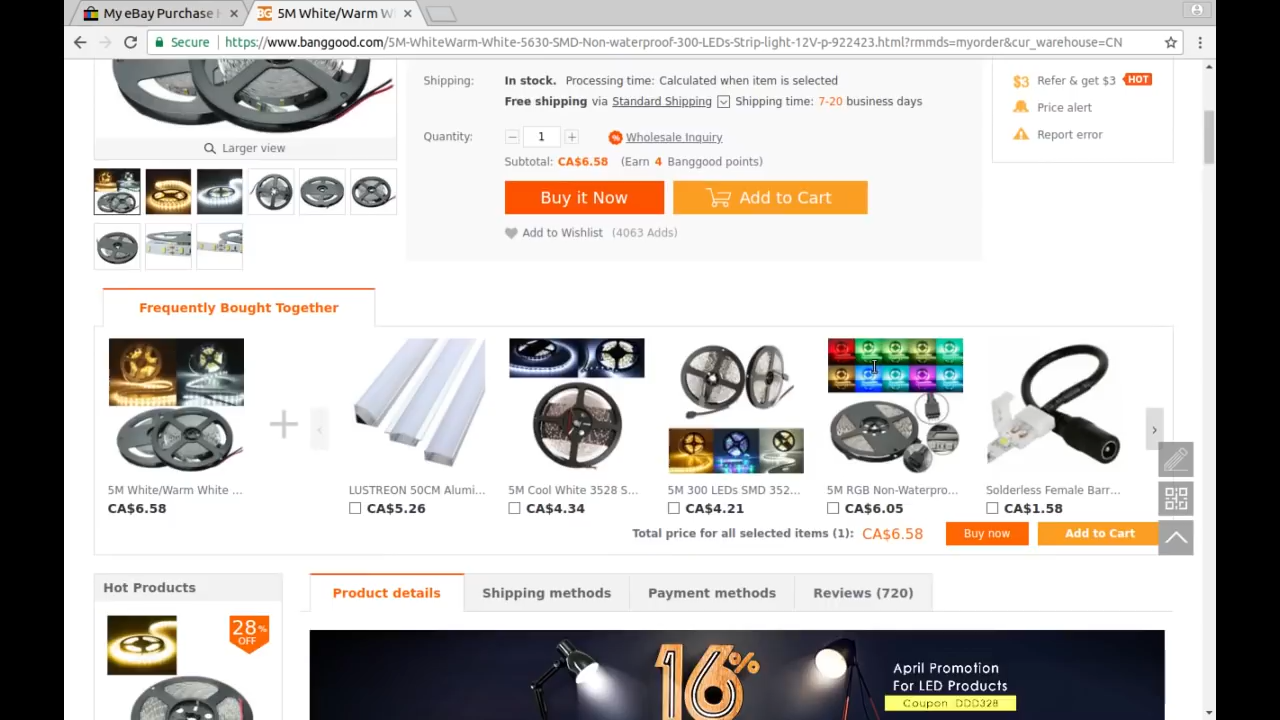 My eBay Purchase H
BG 5M White/Warm W
Secure
https://www.banggood.com/5M-WhiteWarm-White-5630-SMD-Non-waterproof-300-LEDs-Strip-light-12V-p-922423.html?rmmds=myorder&cur_warehouse=CN
Shipping: In stock. Processing time: Calculated when item is selected
Free shipping via Standard Shipping Shipping time: 7-20 business days
Quantity: 1 Wholesale Inquiry
Subtotal: CA$6.58 (Earn 4 Banggood points)
Buy it Now
Add to Cart
Add to Wishlist (4063 Adds)
Larger view
$3 Refer & get $3 HOT
Price alert
Report error
Frequently Bought Together
5M White/Warm White ...
CA$6.58
LUSTREON 50CM Alumi...
CA$5.26
5M Cool White 3528 S...
CA$4.34
5M 300 LEDs SMD 352...
CA$4.21
5M RGB Non-Waterpro...
CA$6.05
Solderless Female Barr...
CA$1.58
Total price for all selected items (1): CA$6.58
Buy now
Add to Cart
Hot Products
28% OFF
Product details
Shipping methods
Payment methods
Reviews (720)
16%
April Promotion
For LED Products
Coupon DDD328